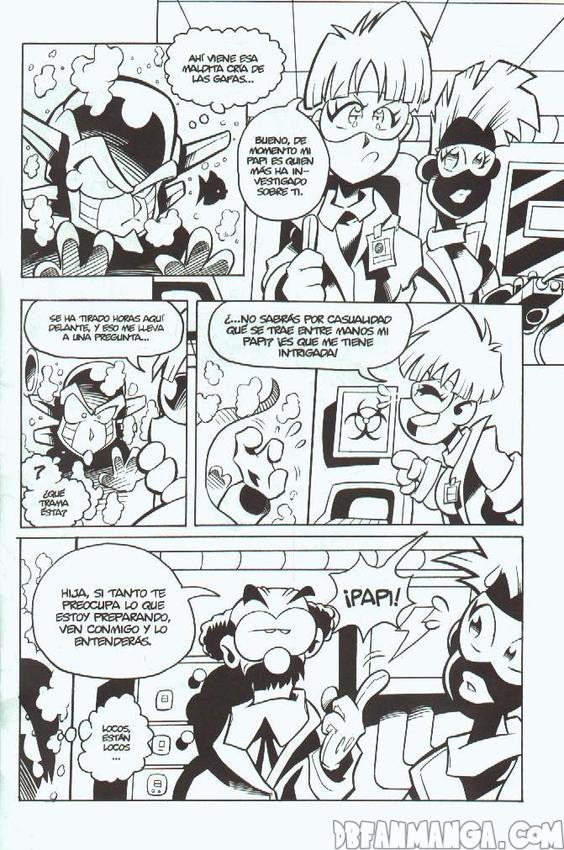 AHÍ VIENE ESA
MALDITA CRÍA DE
LAS GAFAS...
BUENO, DE
MOMENTO MI
PAPI ES QUIEN
MÁS HA IN-
VESTIGADO
SOBRE TI.
SE HA TIRADO HORAS AQUÍ
DELANTE, Y ESO ME LLEVA
A UNA PREGUNTA...
?
¿QUÉ
TRAMA
ESTA?
¿...NO SABRÁS POR CASUALIDAD
QUE SE TRAE ENTRE MANOS MI
PAPI? ¡ES QUE ME TIENE
INTRIGADA!
HIJA, SI TANTO TE
PREOCUPA LO QUE
ESTOY PREPARANDO,
VEN CONMIGO Y LO
ENTENDERÁS.
¡PAPI!
LOCOS,
ESTÁN
LOCOS
...
DBFANMANGA.COM